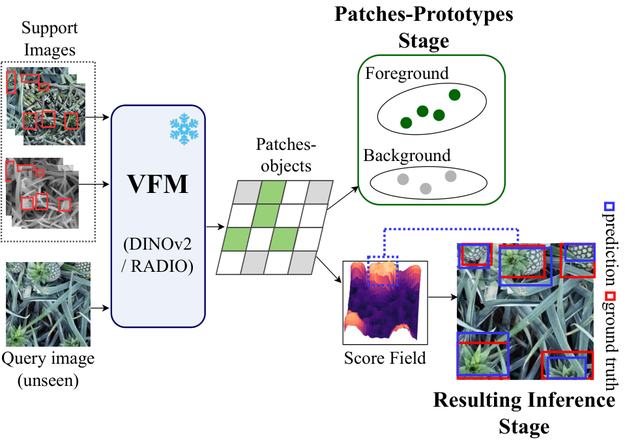 Support
Images
VFM
(DINOv2
/ RADIO)
Query image
(unseen)
Patches-
objects
Patches-Prototypes
Stage
Foreground
Background
Score Field
prediction
ground truth
Resulting Inference
Stage